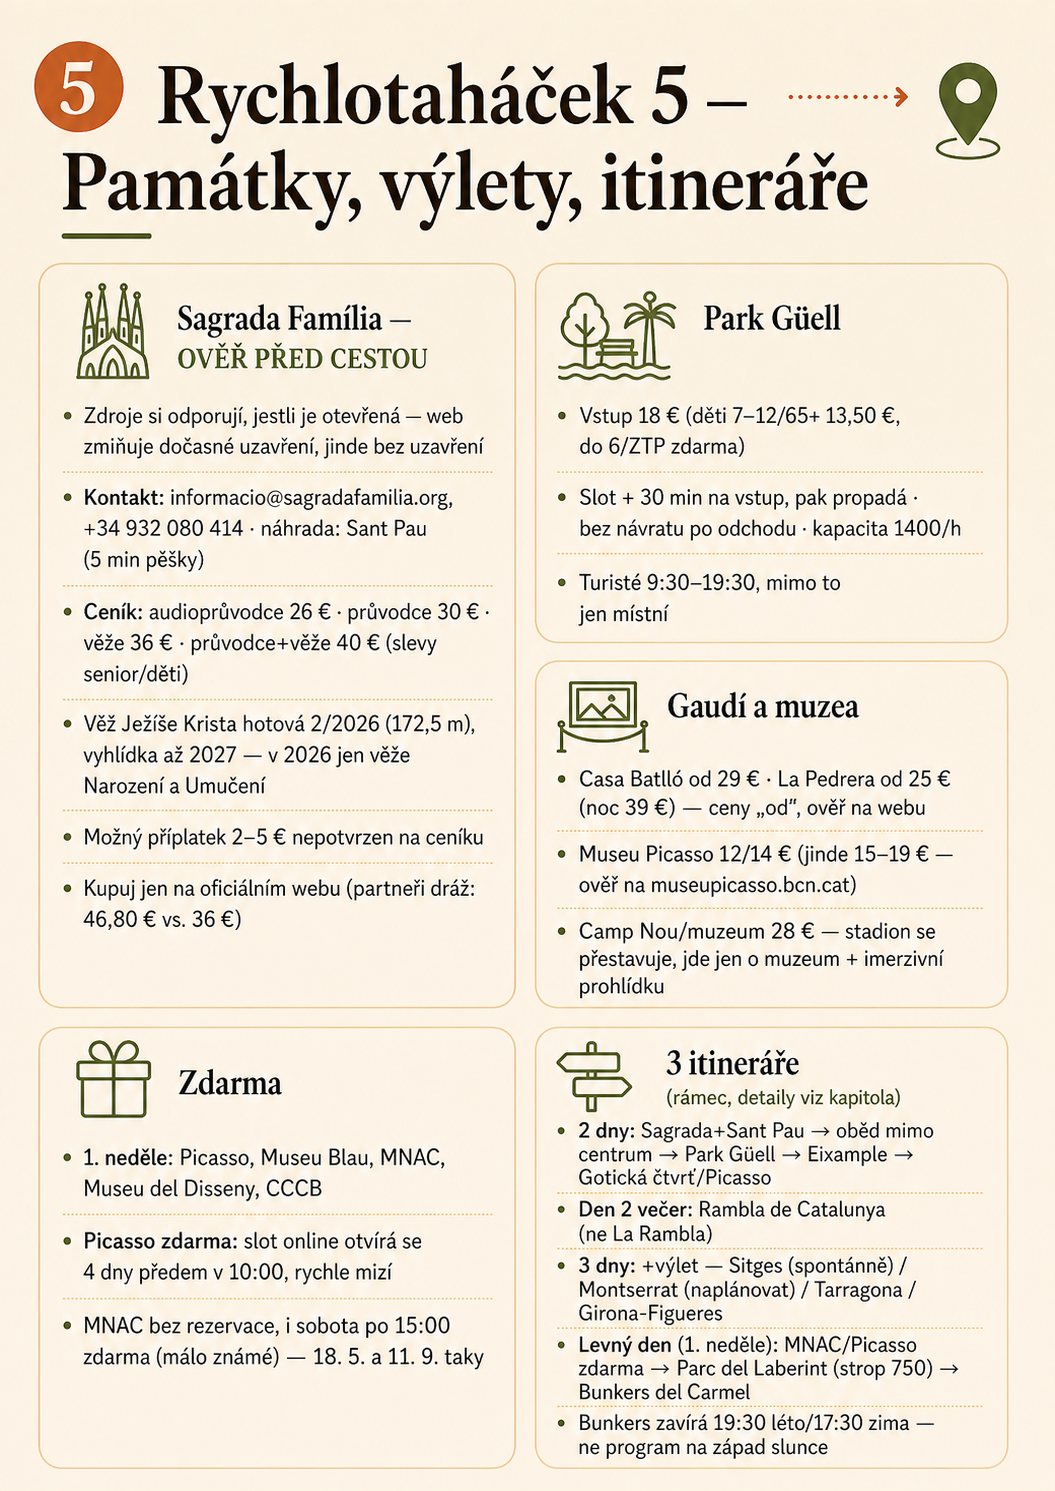 5
Rychlotaháček 5 –
Památky, výlety, itineráře
Sagrada Família –
OVĚŘ PŘED CESTOU
• Zdroje si odporují, jestli je otevřená — web
zmiňuje dočasné uzavření, jinde bez uzavření
• Kontakt: informacio@sagradafamilia.org,
+34 932 080 414 · náhrada: Sant Pau
(5 min pěšky)
• Ceník: audioprůvodce 26 € · průvodce 30 € ·
věže 36 € · průvodce+věže 40 € (slevy
senior/děti)
• Věž Ježíše Krista hotová 2/2026 (172,5 m),
vyhlídka až 2027 — v 2026 jen věže
Narození a Umučení
• Možný příplatek 2–5 € nepotvrzen na ceníku
• Kupuj jen na oficiálním webu (partneři dráž:
46,80 € vs. 36 €)
Park Güell
• Vstup 18 € (děti 7–12/65+ 13,50 €,
do 6/ZTP zdarma)
• Slot + 30 min na vstup, pak propadá ·
bez návratu po odchodu · kapacita 1400/h
• Turisté 9:30–19:30, mimo to
jen místní
Gaudí a muzea
• Casa Batlló od 29 € · La Pedrera od 25 €
(noc 39 €) — ceny „od", ověř na webu
• Museu Picasso 12/14 € (jinde 15–19 € —
ověř na museupicasso.bcn.cat)
• Camp Nou/muzeum 28 € — stadion se
přestavuje, jde jen o muzeum + imerzivní
prohlídku
Zdarma
• 1. neděle: Picasso, Museu Blau, MNAC,
Museu del Disseny, CCCB
• Picasso zdarma: slot online otvírá se
4 dny předem v 10:00, rychle mizí
• MNAC bez rezervace, i sobota po 15:00
zdarma (málo známé) — 18. 5. a 11. 9. taky
3 itineráře
(rámec, detaily viz kapitola)
• 2 dny: Sagrada+Sant Pau → oběd mimo
centrum → Park Güell → Eixample →
Gotická čtvrť/Picasso
• Den 2 večer: Rambla de Catalunya
(ne La Rambla)
• 3 dny: +výlet — Sitges (spontánně) /
Montserrat (naplánovat) / Tarragona /
Girona-Figueres
• Levný den (1. neděle): MNAC/Picasso
zdarma → Parc del Laberint (strop 750) →
Bunkers del Carmel
• Bunkers zavírá 19:30 léto/17:30 zima —
ne program na západ slunce